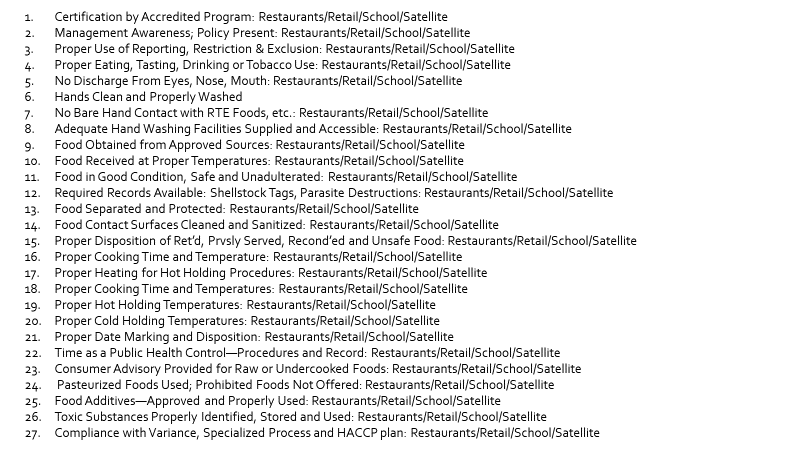 1. Certification by Accredited Program: Restaurants/Retail/School/Satellite
2. Management Awareness; Policy Present: Restaurants/Retail/School/Satellite
3. Proper Use of Reporting, Restriction & Exclusion: Restaurants/Retail/School/Satellite
4. Proper Eating, Tasting, Drinking or Tobacco Use: Restaurants/Retail/School/Satellite
5. No Discharge From Eyes, Nose, Mouth: Restaurants/Retail/School/Satellite
6. Hands Clean and Properly Washed
7. No Bare Hand Contact with RTE Foods, etc.: Restaurants/Retail/School/Satellite
8. Adequate Hand Washing Facilities Supplied and Accessible: Restaurants/Retail/School/Satellite
9. Food Obtained from Approved Sources: Restaurants/Retail/School/Satellite
10. Food Received at Proper Temperatures: Restaurants/Retail/School/Satellite
11. Food in Good Condition, Safe and Unadulterated: Restaurants/Retail/School/Satellite
12. Required Records Available: Shellstock Tags, Parasite Destructions: Restaurants/Retail/School/Satellite
13. Food Separated and Protected: Restaurants/Retail/School/Satellite
14. Food Contact Surfaces Cleaned and Sanitized: Restaurants/Retail/School/Satellite
15. Proper Disposition of Ret’d, Prvsly Served, Recond’ed and Unsafe Food: Restaurants/Retail/School/Satellite
16. Proper Cooking Time and Temperature: Restaurants/Retail/School/Satellite
17. Proper Heating for Hot Holding Procedures: Restaurants/Retail/School/Satellite
18. Proper Cooking Time and Temperatures: Restaurants/Retail/School/Satellite
19. Proper Hot Holding Temperatures: Restaurants/Retail/School/Satellite
20. Proper Cold Holding Temperatures: Restaurants/Retail/School/Satellite
21. Proper Date Marking and Disposition: Restaurants/Retail/School/Satellite
22. Time as a Public Health Control—Procedures and Record: Restaurants/Retail/School/Satellite
23. Consumer Advisory Provided for Raw or Undercooked Foods: Restaurants/Retail/School/Satellite
24. Pasteurized Foods Used; Prohibited Foods Not Offered: Restaurants/Retail/School/Satellite
25. Food Additives—Approved and Properly Used: Restaurants/Retail/School/Satellite
26. Toxic Substances Properly Identified, Stored and Used: Restaurants/Retail/School/Satellite
27. Compliance with Variance, Specialized Process and HACCP plan: Restaurants/Retail/School/Satellite